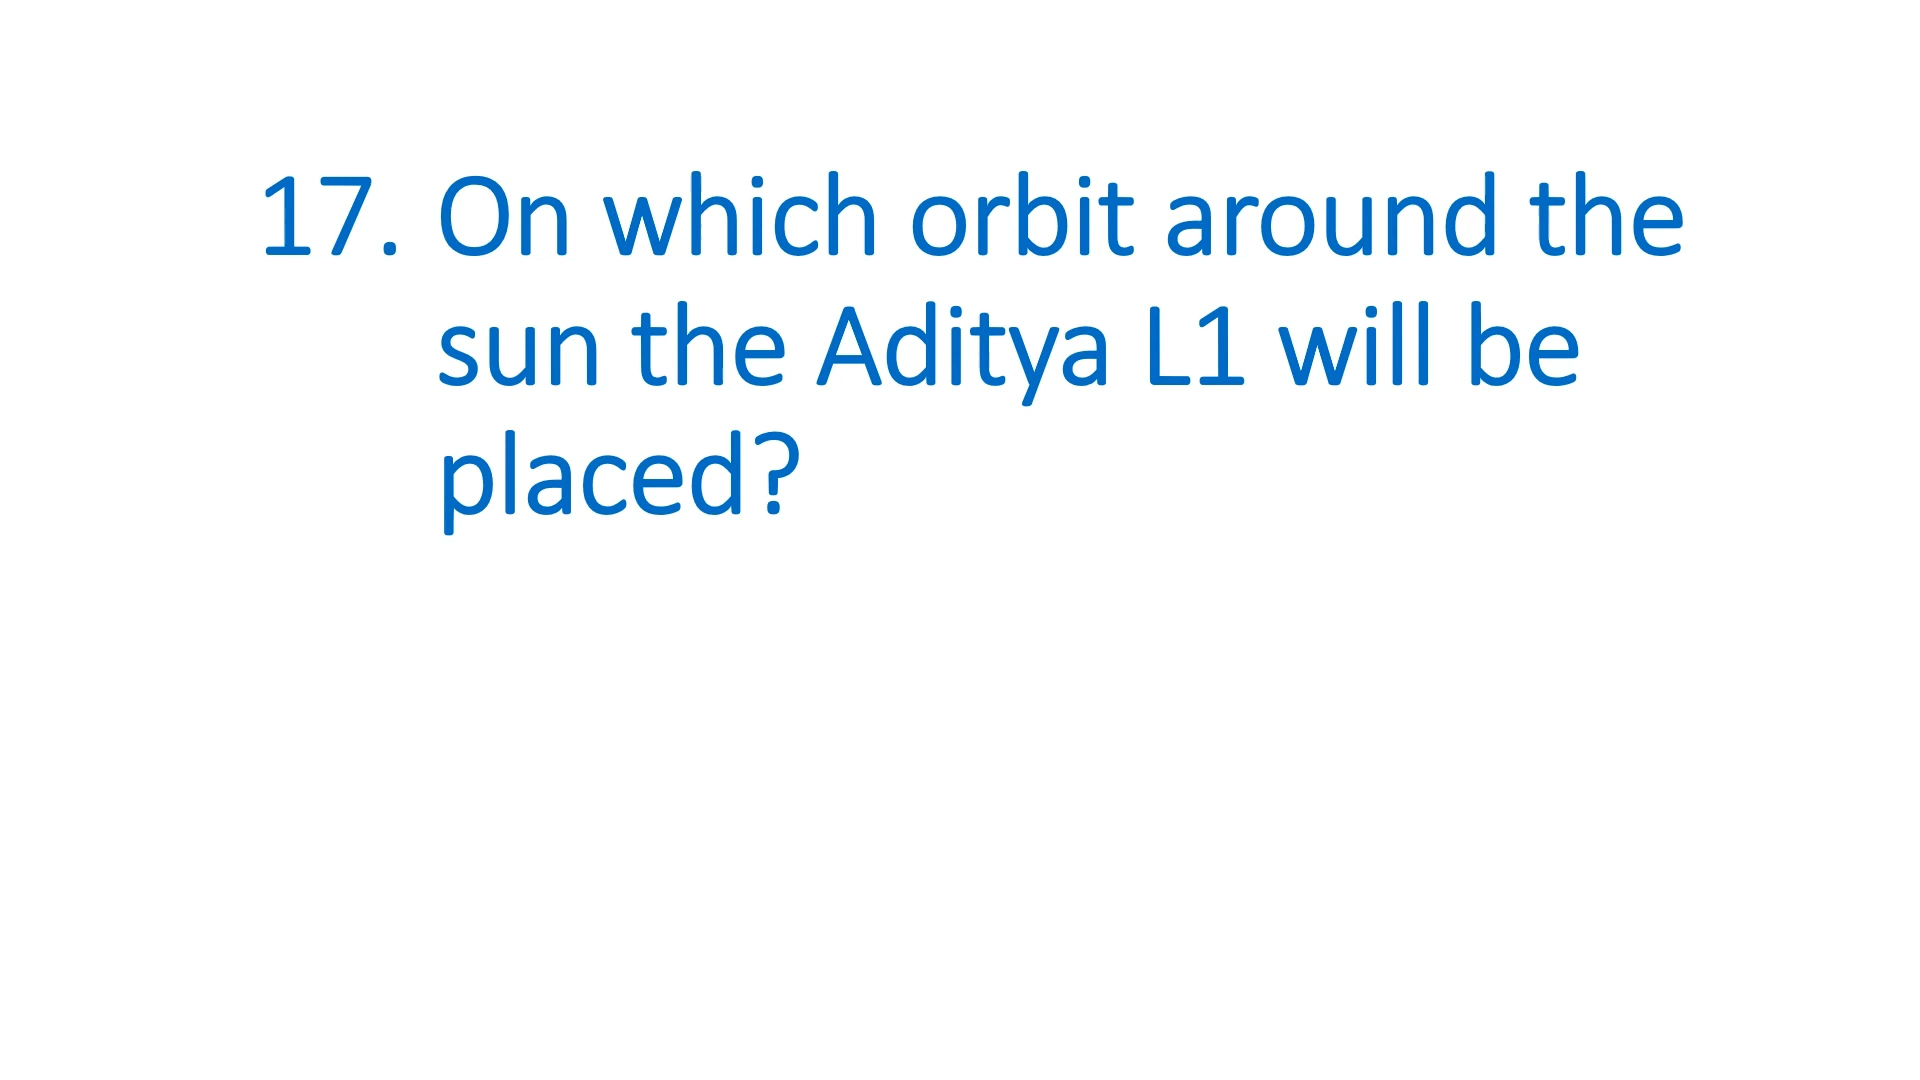 17. On which orbit around the
sun the Aditya L1 will be
placed?